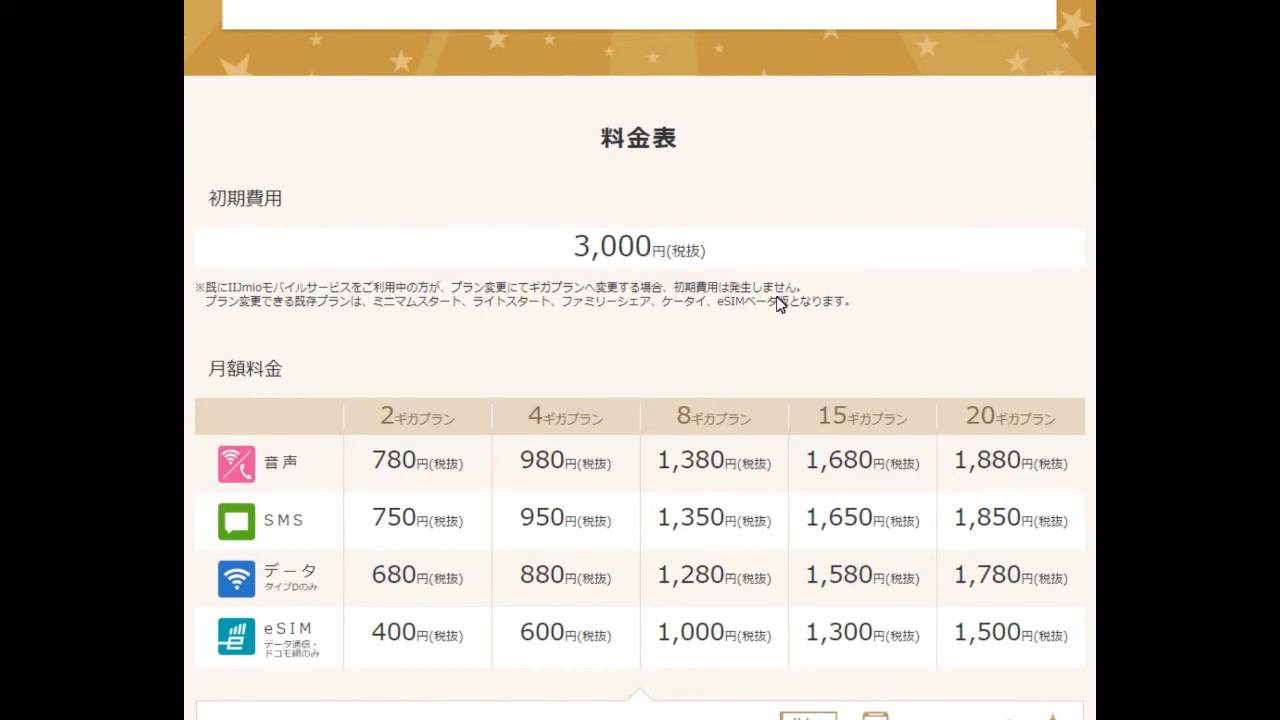 料金表
初期費用
3,000円(税抜)
※既にIIJmioモバイルサービスをご利用中の方が、プラン変更にてギガプランへ変更する場合、初期費用は発生しません。
プラン変更できる既存プランは、ミニマムスタート、ライトスタート、ファミリーシェア、ケータイ、eSIMベータ版となります。
月額料金
2ギガプラン 4ギガプラン 8ギガプラン 15ギガプラン 20ギガプラン
音声 780円(税抜) 980円(税抜) 1,380円(税抜) 1,680円(税抜) 1,880円(税抜)
SMS 750円(税抜) 950円(税抜) 1,350円(税抜) 1,650円(税抜) 1,850円(税抜)
データ 680円(税抜) 880円(税抜) 1,280円(税抜) 1,580円(税抜) 1,780円(税抜)
タイプDのみ
eSIM 400円(税抜) 600円(税抜) 1,000円(税抜) 1,300円(税抜) 1,500円(税抜)
データ通信・
ドコモ網のみ